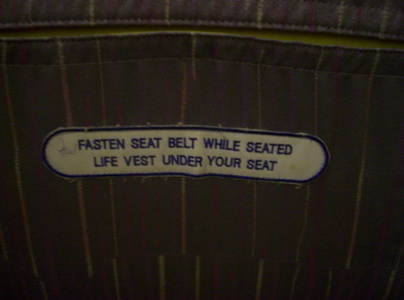 FASTEN SEAT BELT WHILE SEATED
LIFE VEST UNDER YOUR SEAT